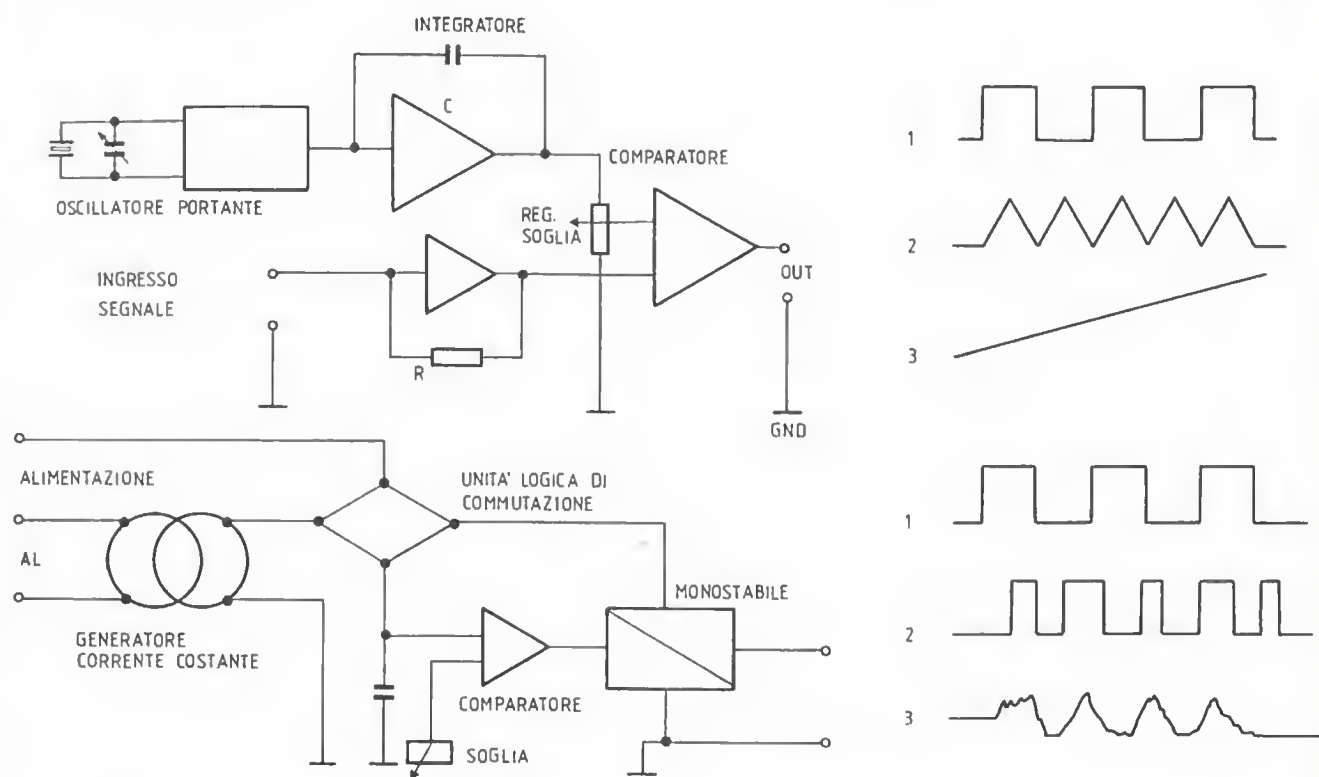 INTEGRATORE
C
OSCILLATORE PORTANTE
COMPARATORE
REG.
SOGLIA
OUT
INGRESSO
SEGNALE
R
GND
1
2
3
ALIMENTAZIONE
AL
GENERATORE
CORRENTE COSTANTE
UNITA' LOGICA DI
COMMUTAZIONE
MONOSTABILE
COMPARATORE
SOGLIA
1
2
3